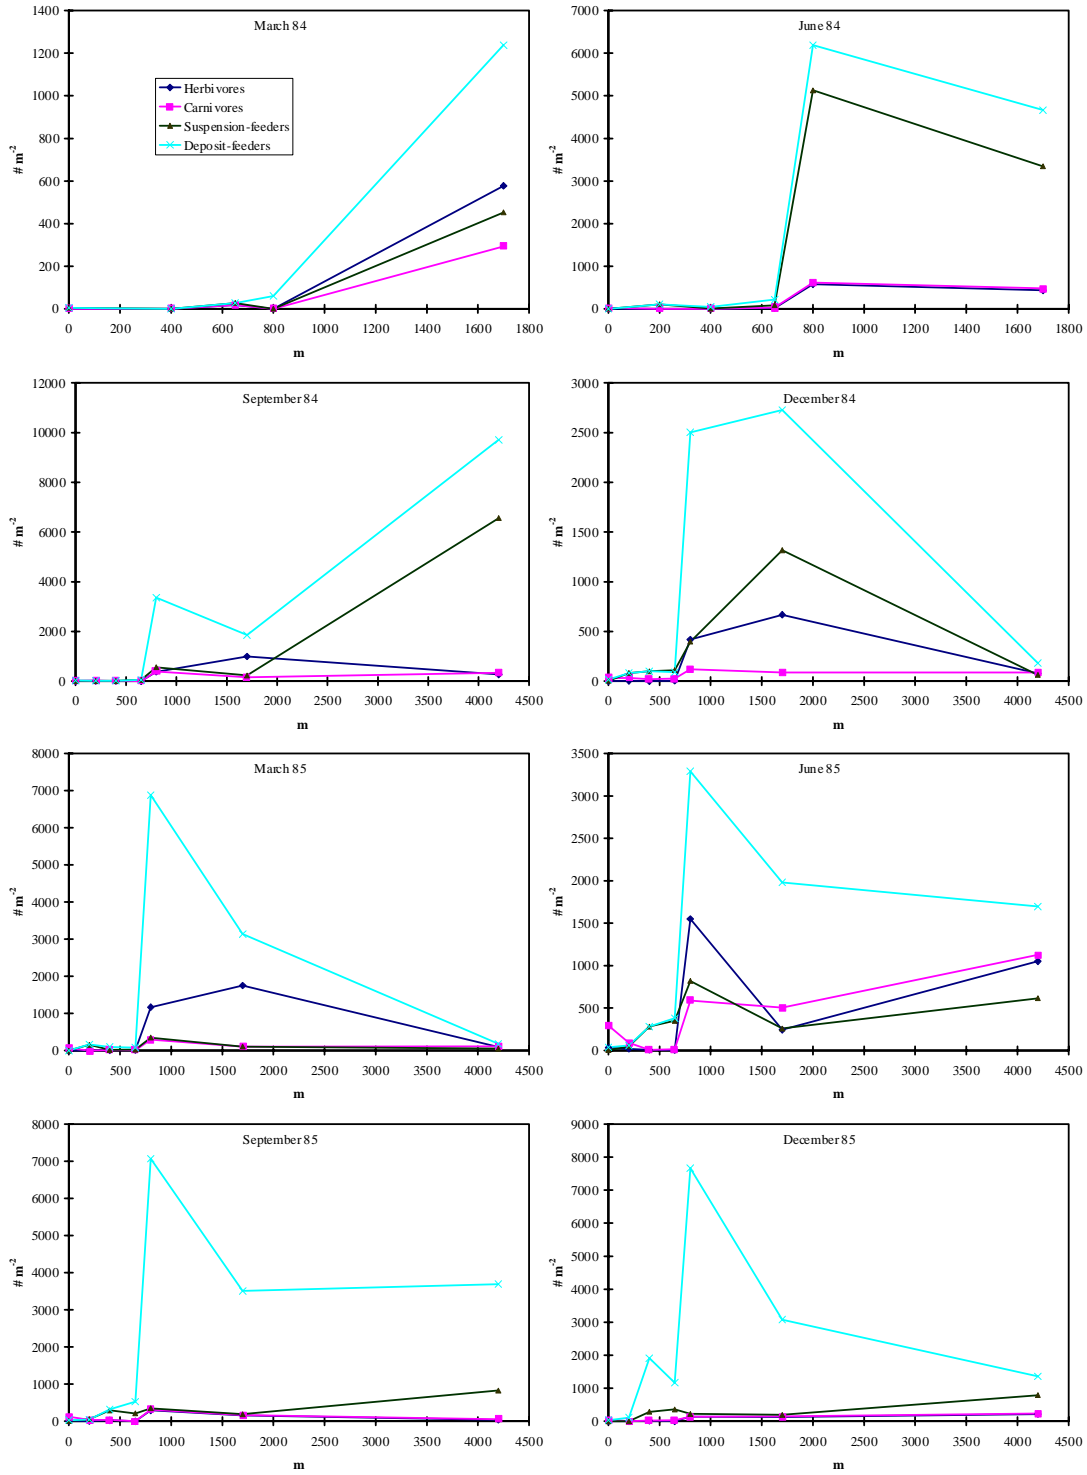 March 84
1400
1200
1000
800
600
400
200
0
# m-2
Herbivores
Carnivores
Suspension-feeders
Deposit-feeders
0 200 400 600 800 1000 1200 1400 1600 1800
m
June 84
7000
6000
5000
4000
3000
2000
1000
0
# m-2
0 200 400 600 800 1000 1200 1400 1600 1800
m
September 84
12000
10000
8000
6000
4000
2000
0
# m-2
0 500 1000 1500 2000 2500 3000 3500 4000 4500
m
December 84
3000
2500
2000
1500
1000
500
0
# m-2
0 500 1000 1500 2000 2500 3000 3500 4000 4500
m
March 85
8000
7000
6000
5000
4000
3000
2000
1000
0
# m-2
0 500 1000 1500 2000 2500 3000 3500 4000 4500
m
June 85
3500
3000
2500
2000
1500
1000
500
0
# m-2
0 500 1000 1500 2000 2500 3000 3500 4000 4500
m
September 85
8000
7000
6000
5000
4000
3000
2000
1000
0
# m-2
0 500 1000 1500 2000 2500 3000 3500 4000 4500
m
December 85
9000
8000
7000
6000
5000
4000
3000
2000
1000
0
# m-2
0 500 1000 1500 2000 2500 3000 3500 4000 4500
m